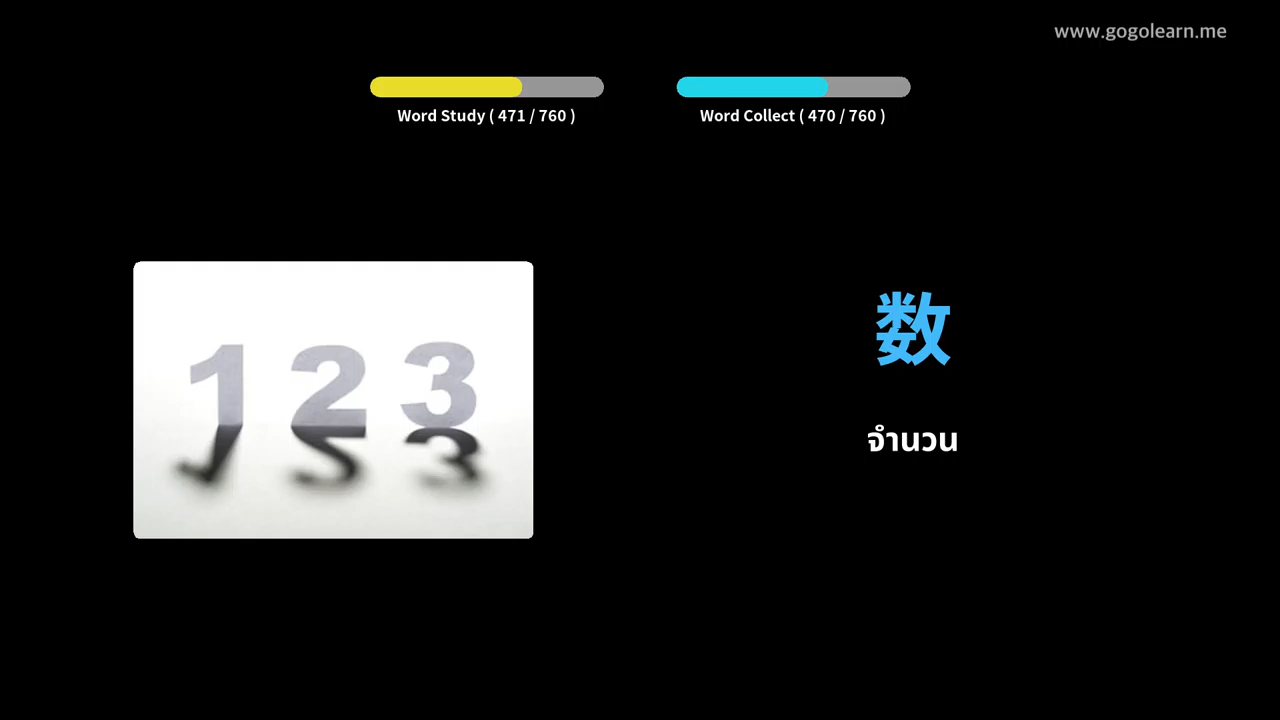 www.gogolearn.me
Word Study ( 471 / 760 )
Word Collect ( 470 / 760 )
1 2 3
数
จำนวน